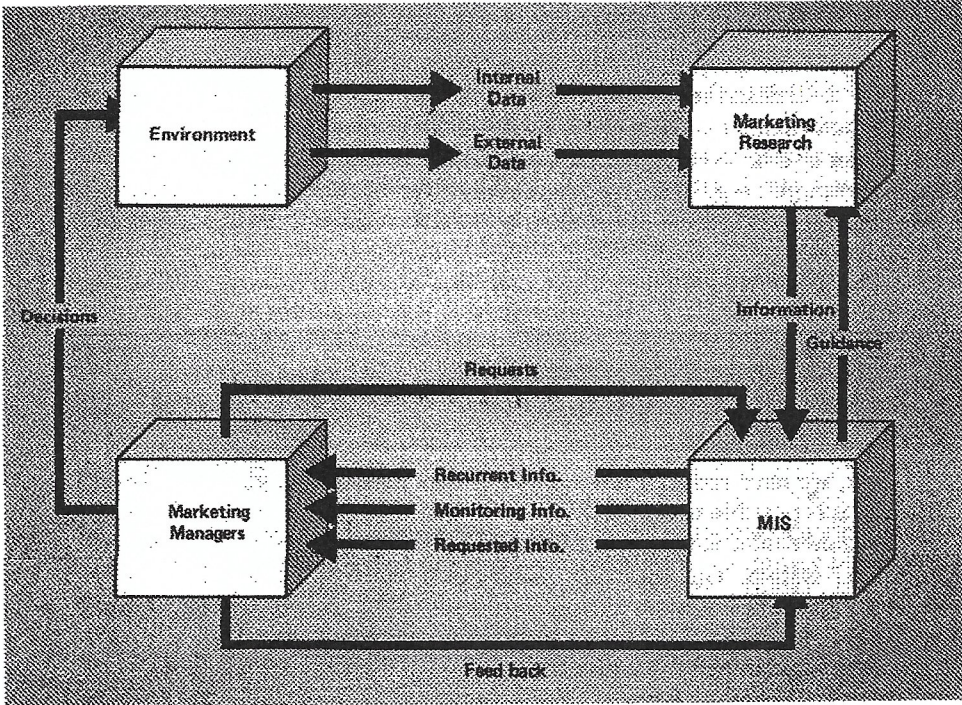 Environment
Internal
Data
External
Data
Marketing
Research
Decisions
Information
Guidance
Requests
Marketing
Managers
Recurrent Info.
Monitoring Info.
Requested Info.
MIS
Feed back